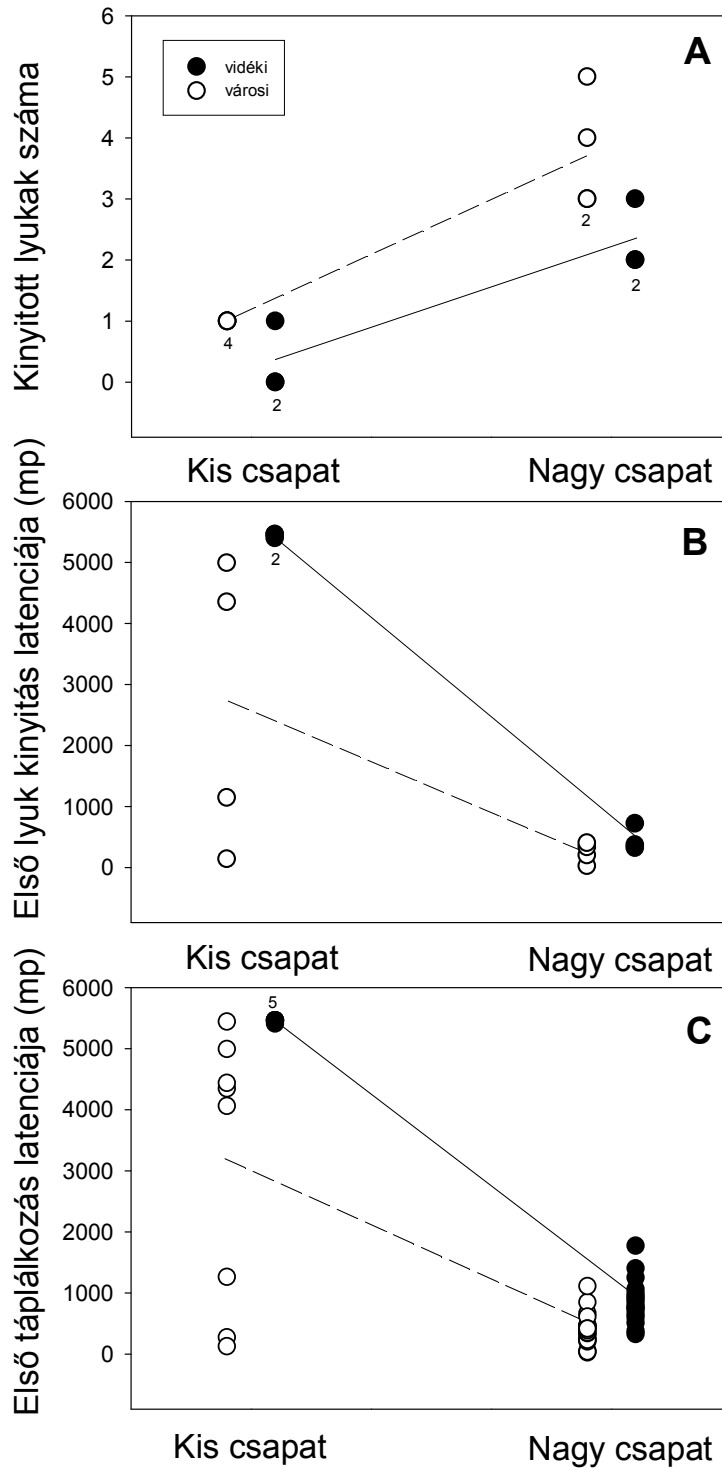 Kinyitott lyukak száma
6
5
4
3
2
1
0
vidéki
városi
A
4
2
2
2
Kis csapat
Nagy csapat
Első lyuk kinyitás latenciája (mp)
6000
5000
4000
3000
2000
1000
0
B
2
Kis csapat
Nagy csapat
Első táplálkozás latenciája (mp)
6000
5000
4000
3000
2000
1000
0
5
C
Kis csapat
Nagy csapat